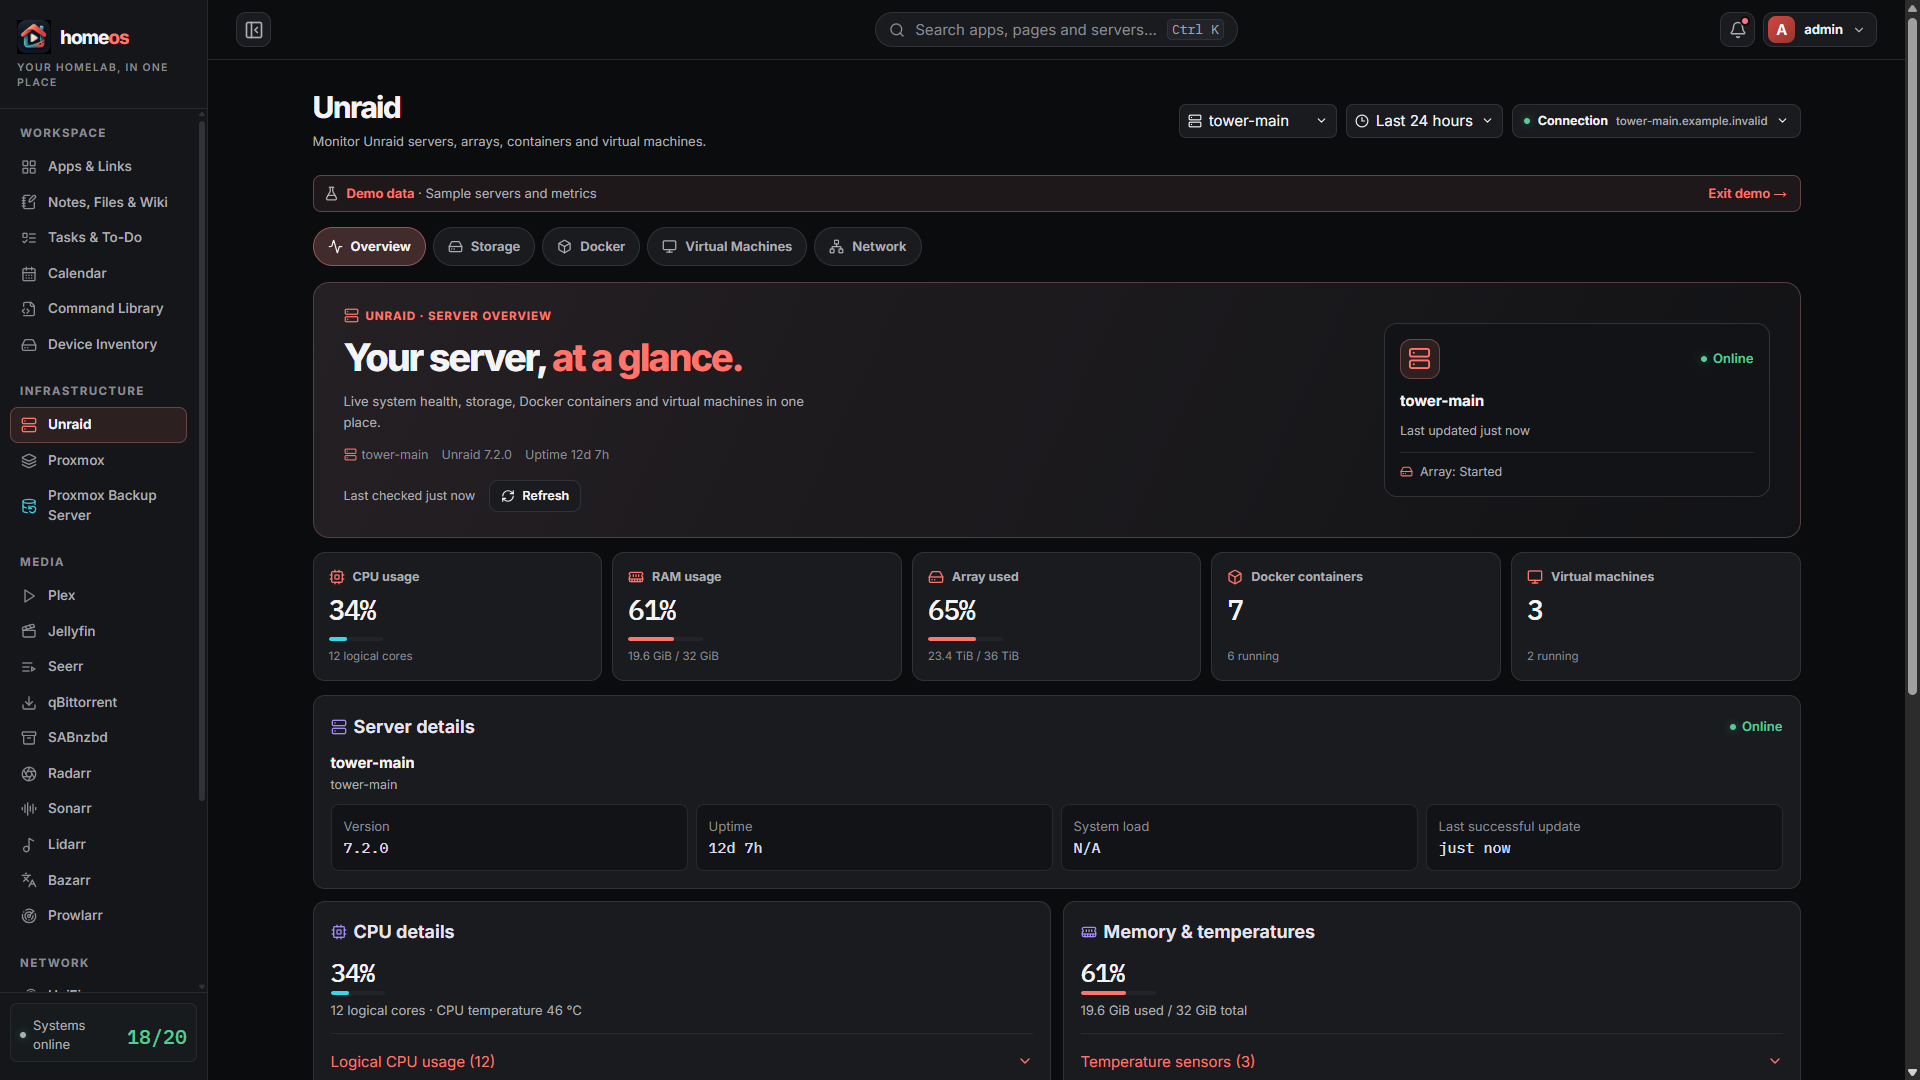 homeos
YOUR HOMELAB, IN ONE
PLACE
Search apps, pages and servers...
Ctrl K
A
admin
WORKSPACE
Apps & Links
Notes, Files & Wiki
Tasks & To-Do
Calendar
Command Library
Device Inventory
INFRASTRUCTURE
Unraid
Proxmox
Proxmox Backup
Server
MEDIA
Plex
Jellyfin
Seerr
qBittorrent
SABnzbd
Radarr
Sonarr
Lidarr
Bazarr
Prowlarr
NETWORK
Systems
online
18/20
Unraid
Monitor Unraid servers, arrays, containers and virtual machines.
tower-main
Last 24 hours
Connection tower-main.example.invalid
Demo data · Sample servers and metrics
Exit demo →
Overview
Storage
Docker
Virtual Machines
Network
UNRAID · SERVER OVERVIEW
Your server, at a glance.
Live system health, storage, Docker containers and virtual machines in one
place.
tower-main Unraid 7.2.0 Uptime 12d 7h
Last checked just now
Refresh
Online
tower-main
Last updated just now
Array: Started
CPU usage
34%
12 logical cores
RAM usage
61%
19.6 GiB / 32 GiB
Array used
65%
23.4 TiB / 36 TiB
Docker containers
7
6 running
Virtual machines
3
2 running
Server details
Online
tower-main
tower-main
Version
7.2.0
Uptime
12d 7h
System load
N/A
Last successful update
just now
CPU details
34%
12 logical cores · CPU temperature 46 °C
Logical CPU usage (12)
Memory & temperatures
61%
19.6 GiB used / 32 GiB total
Temperature sensors (3)